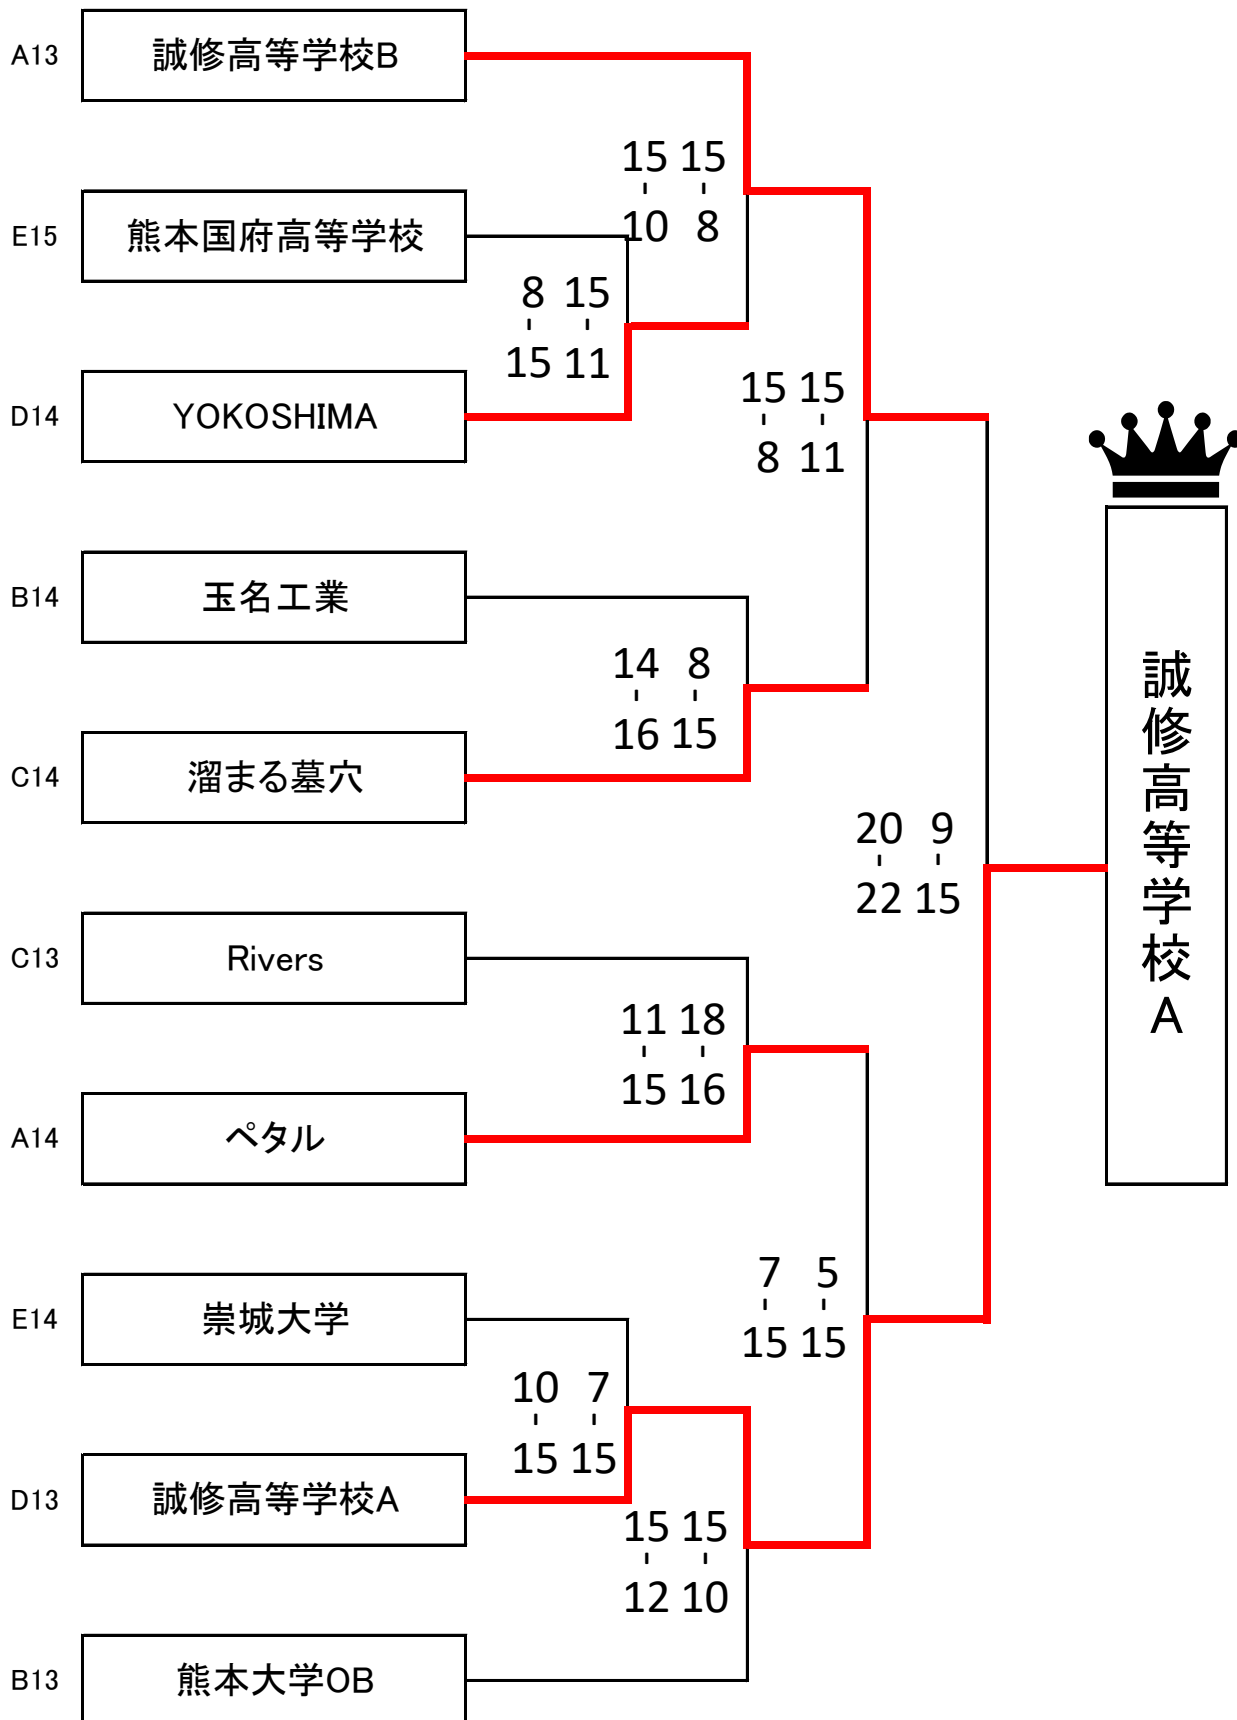 A13 誠修高等学校B
15 15
- -
10 8
E15 熊本国府高等学校
8 15
- -
15 11
D14 YOKOSHIMA
15 15
- -
8 11
B14 玉名工業
14 8
- -
16 15
C14 溜まる墓穴
20 9
- -
22 15
C13 Rivers
11 18
- -
15 16
A14 ペタル
7 5
- -
15 15
E14 崇城大学
10 7
- -
15 15
D13 誠修高等学校A
15 15
- -
12 10
B13 熊本大学OB
誠修高等学校A